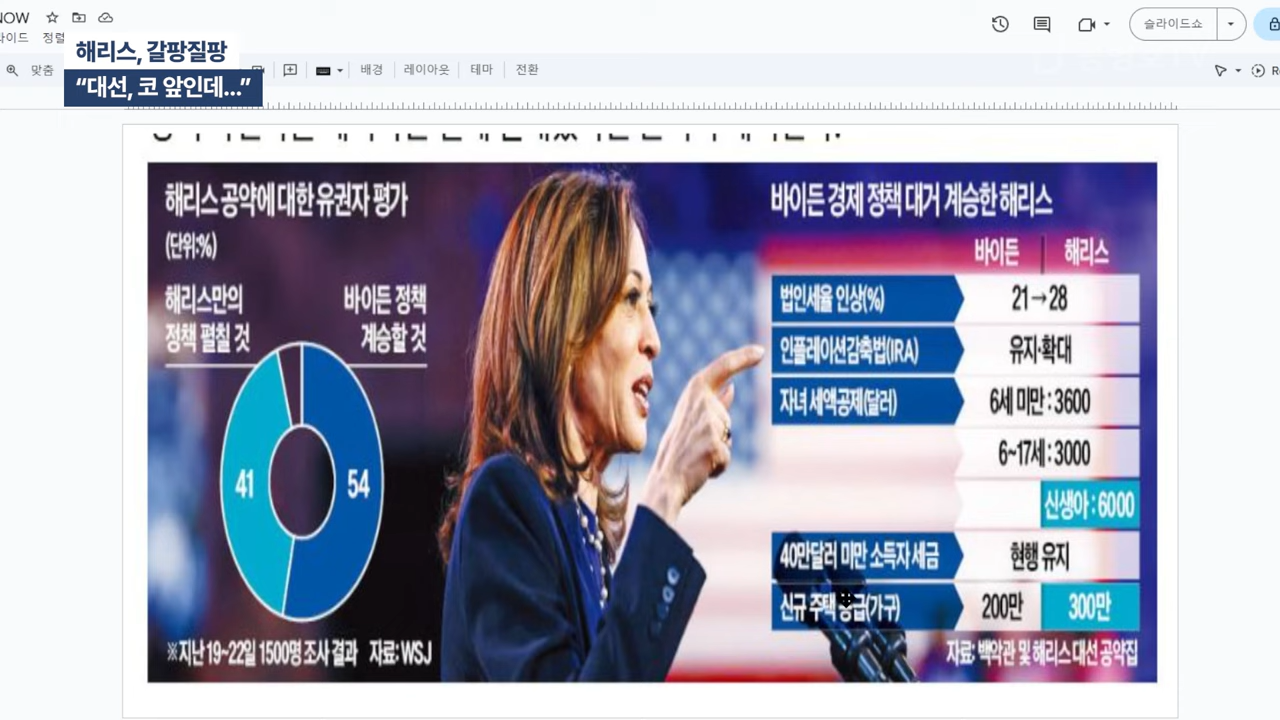 NOW
라이드 정렬
슬라이드쇼
해리스, 갈팡질팡
“대선, 코 앞인데...”
맞춤
배경 레이아웃 테마 전환
해리스 공약에 대한 유권자 평가
(단위:%)
해리스만의
정책 펼칠 것
바이든 정책
계승할 것
41
54
※지난 19~22일 1500명 조사 결과 자료: WSJ
바이든 경제 정책 대거 계승한 해리스
바이든 해리스
법인세율 인상(%) 21→28
인플레이션감축법(IRA) 유지·확대
자녀 세액공제(달러) 6세 미만 : 3600
6~17세 : 3000
신생아 : 6000
40만달러 미만 소득자 세금 현행 유지
신규 주택 공급(가구) 200만 300만
자료: 백악관 및 해리스 대선 공약집